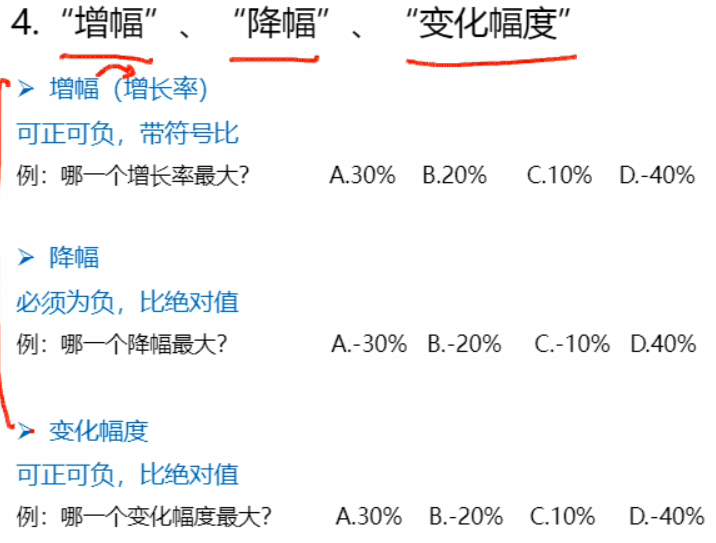 4. “增幅”、“降幅”、“变化幅度”
➢ 增幅（增长率）
可正可负，带符号比
例：哪一个增长率最大？ A.30% B.20% C.10% D.-40%
➢ 降幅
必须为负，比绝对值
例：哪一个降幅最大？ A.-30% B.-20% C.-10% D.40%
➢ 变化幅度
可正可负，比绝对值
例：哪一个变化幅度最大？ A.30% B.-20% C.10% D.-40%